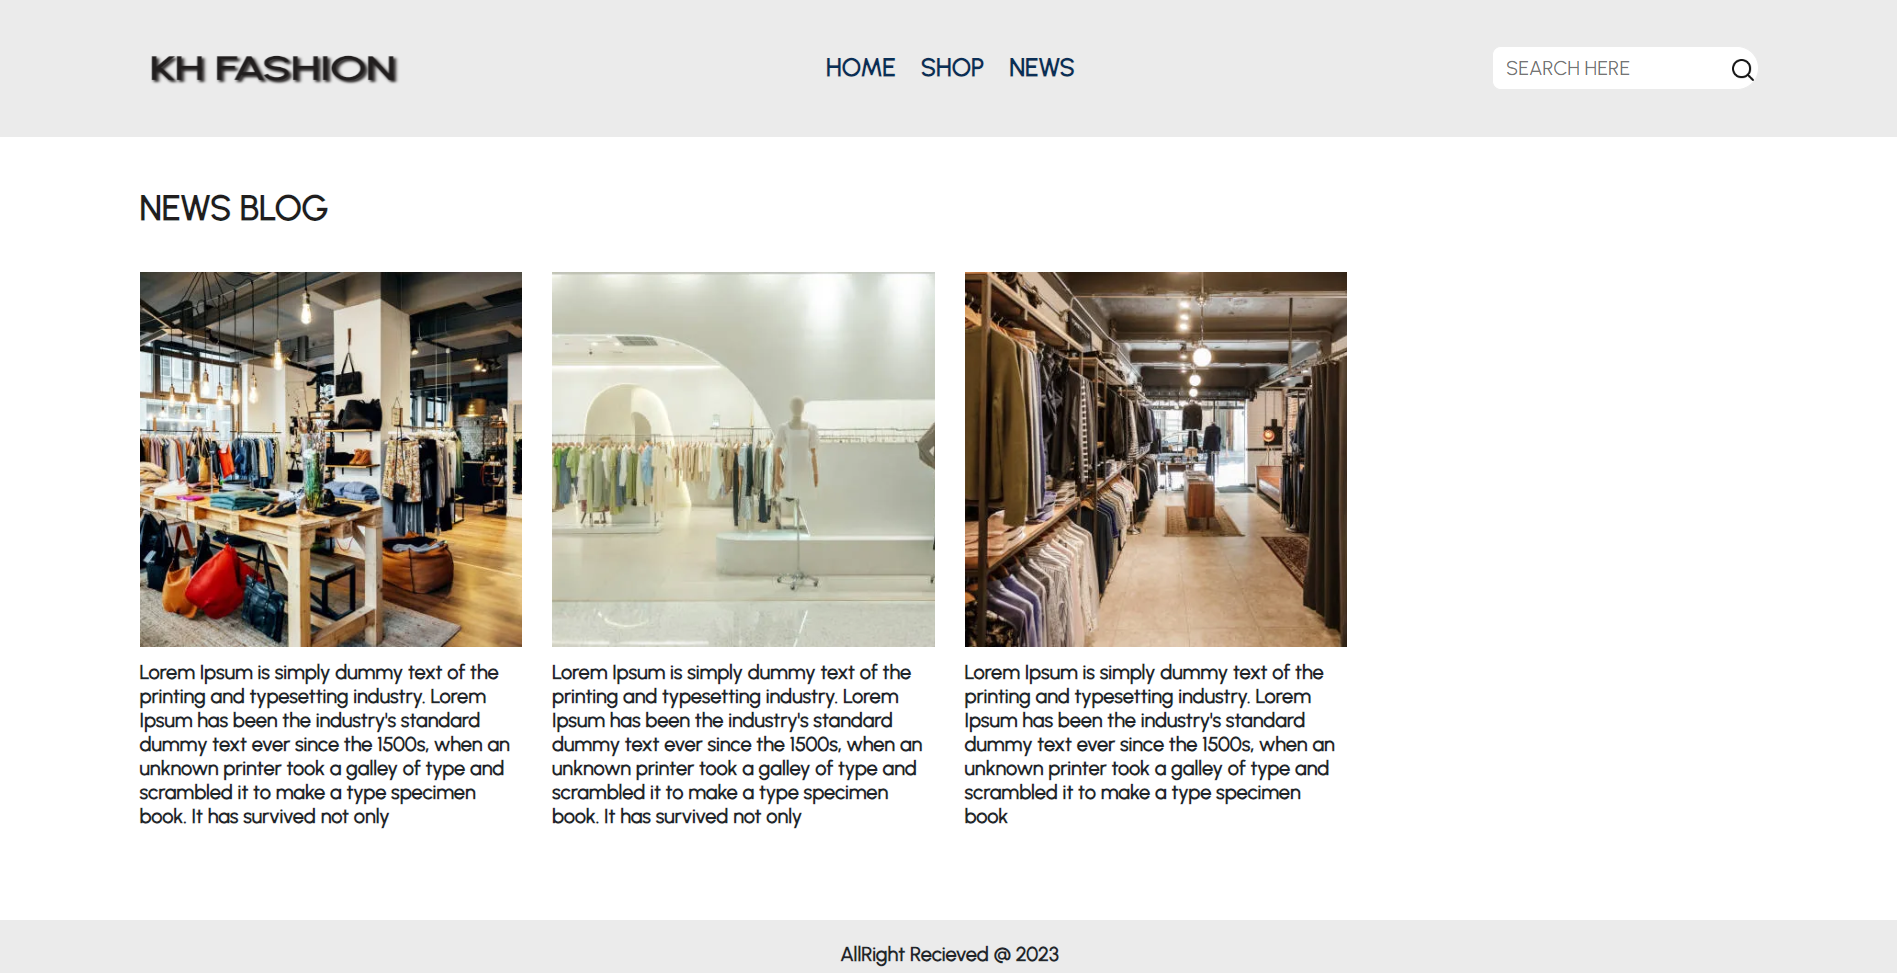 KH FASHION
HOME SHOP NEWS
SEARCH HERE
NEWS BLOG
Lorem Ipsum is simply dummy text of the
printing and typesetting industry. Lorem
Ipsum has been the industry's standard
dummy text ever since the 1500s, when an
unknown printer took a galley of type and
scrambled it to make a type specimen
book. It has survived not only
Lorem Ipsum is simply dummy text of the
printing and typesetting industry. Lorem
Ipsum has been the industry's standard
dummy text ever since the 1500s, when an
unknown printer took a galley of type and
scrambled it to make a type specimen
book. It has survived not only
Lorem Ipsum is simply dummy text of the
printing and typesetting industry. Lorem
Ipsum has been the industry's standard
dummy text ever since the 1500s, when an
unknown printer took a galley of type and
scrambled it to make a type specimen
book
AllRight Recieved @ 2023